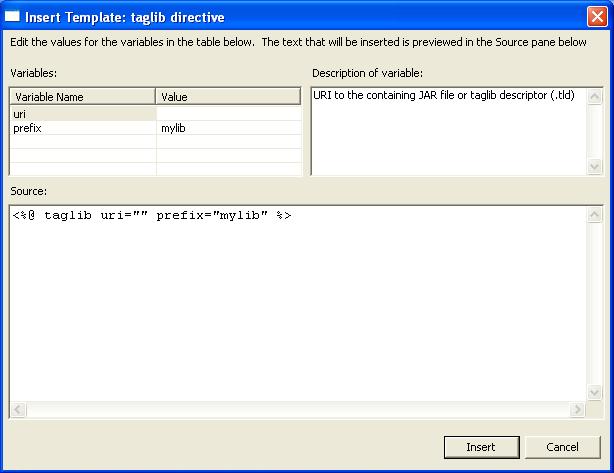 Insert Template: taglib directive
Edit the values for the variables in the table below.  The text that will be inserted is previewed in the Source pane below
Variables:
Description of variable:
Variable Name Value
uri
prefix mylib
URI to the containing JAR file or taglib descriptor (.tld)
Source:
<%@ taglib uri="" prefix="mylib" %>
Insert Cancel